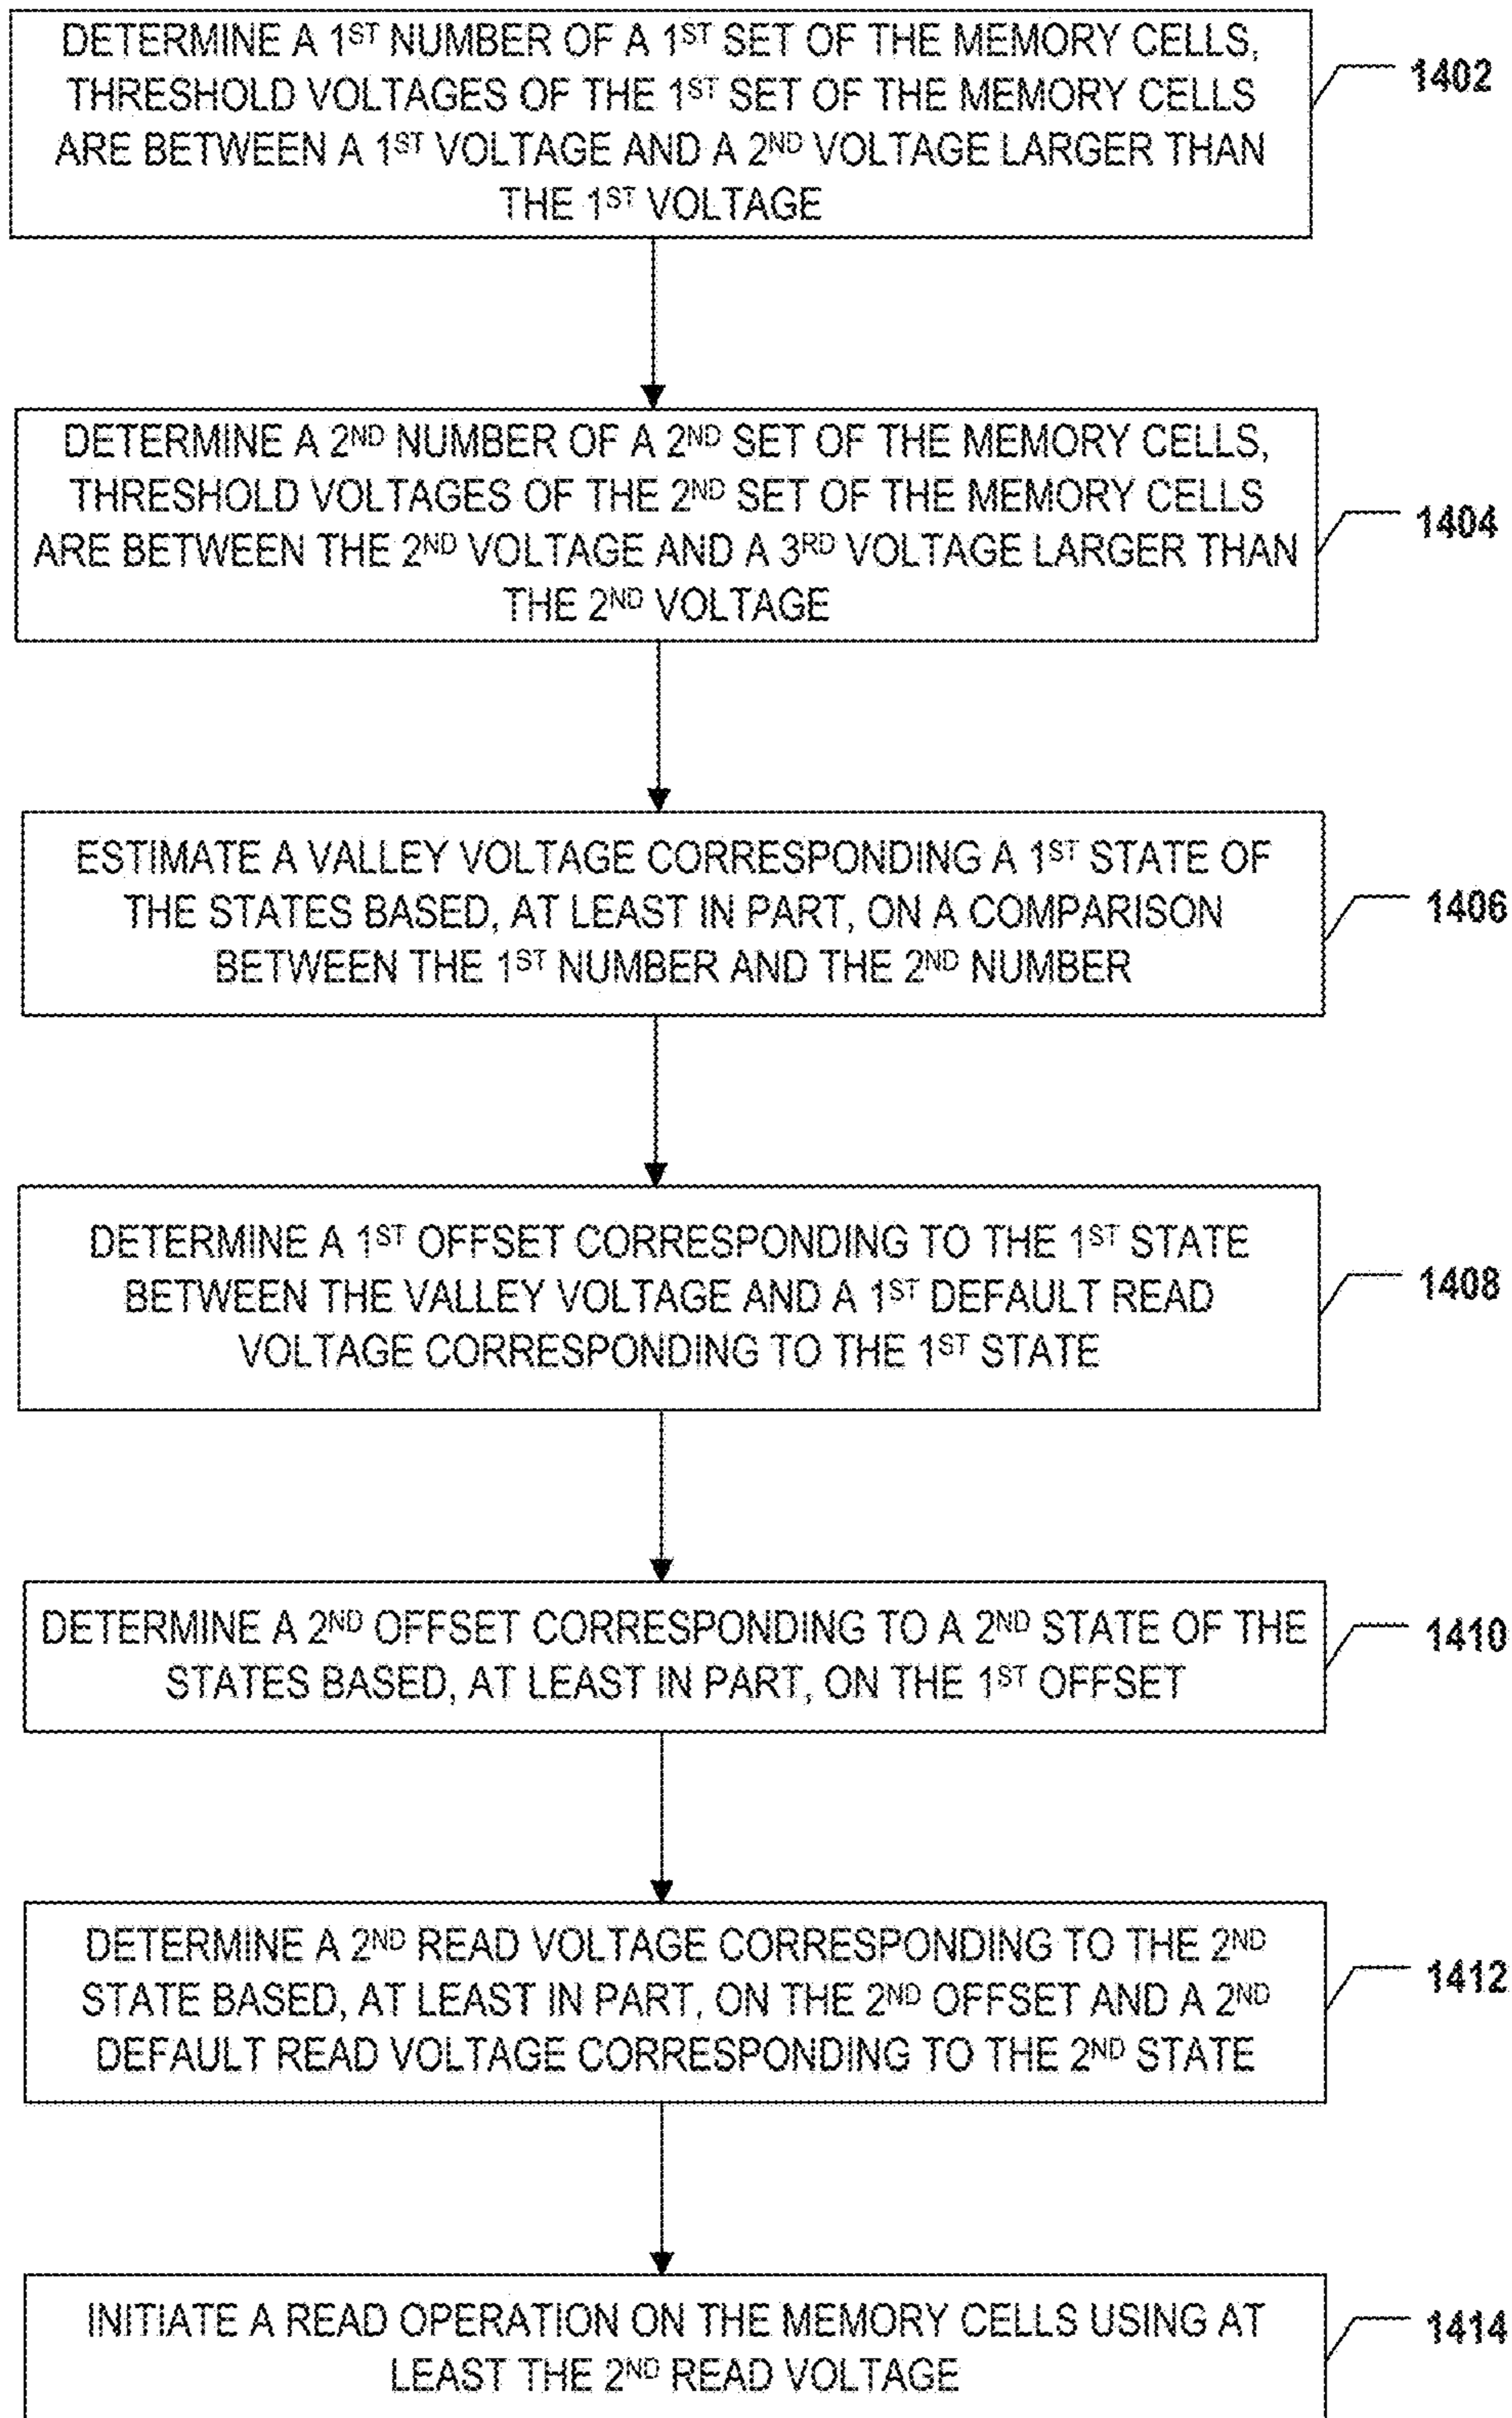 DETERMINE A 1ST NUMBER OF A 1ST SET OF THE MEMORY CELLS,
THRESHOLD VOLTAGES OF THE 1ST SET OF THE MEMORY CELLS
ARE BETWEEN A 1ST VOLTAGE AND A 2ND VOLTAGE LARGER THAN
THE 1ST VOLTAGE
1402
DETERMINE A 2ND NUMBER OF A 2ND SET OF THE MEMORY CELLS,
THRESHOLD VOLTAGES OF THE 2ND SET OF THE MEMORY CELLS
ARE BETWEEN THE 2ND VOLTAGE AND A 3RD VOLTAGE LARGER THAN
THE 2ND VOLTAGE
1404
ESTIMATE A VALLEY VOLTAGE CORRESPONDING A 1ST STATE OF
THE STATES BASED, AT LEAST IN PART, ON A COMPARISON
BETWEEN THE 1ST NUMBER AND THE 2ND NUMBER
1406
DETERMINE A 1ST OFFSET CORRESPONDING TO THE 1ST STATE
BETWEEN THE VALLEY VOLTAGE AND A 1ST DEFAULT READ
VOLTAGE CORRESPONDING TO THE 1ST STATE
1408
DETERMINE A 2ND OFFSET CORRESPONDING TO A 2ND STATE OF THE
STATES BASED, AT LEAST IN PART, ON THE 1ST OFFSET
1410
DETERMINE A 2ND READ VOLTAGE CORRESPONDING TO THE 2ND
STATE BASED, AT LEAST IN PART, ON THE 2ND OFFSET AND A 2ND
DEFAULT READ VOLTAGE CORRESPONDING TO THE 2ND STATE
1412
INITIATE A READ OPERATION ON THE MEMORY CELLS USING AT
LEAST THE 2ND READ VOLTAGE
1414